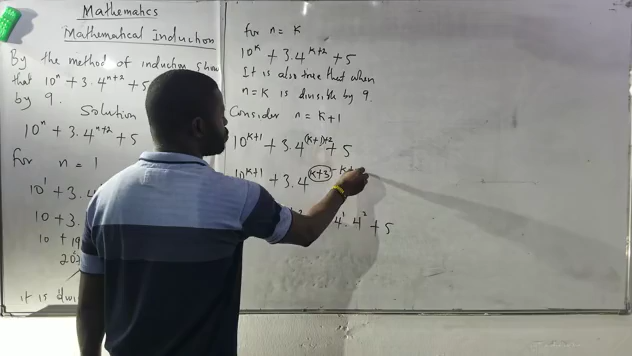 Mathematics
Mathematical Induction
By the method of induction show
that 10ⁿ + 3.4ⁿ⁺² + 5
by 9.
Solution
10ⁿ + 3.4ⁿ⁺² + 5
for n = 1
10¹ + 3.4
10 + 3.
10 + 19
20
it is divi
for n = K
10ᴷ + 3.4ᴷ⁺² + 5
It is also true that when
n=K is divisible by 9.
Consider n = K+1
10ᴷ⁺¹ + 3.4⁽ᴷ⁺¹⁾⁺² + 5
10ᴷ⁺¹ + 3.4ᴷ⁺³
4¹.4² + 5